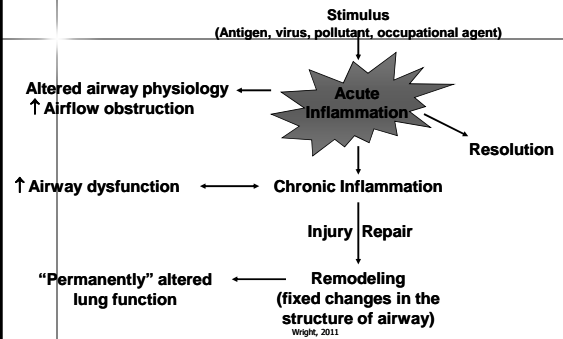 Stimulus
(Antigen, virus, pollutant, occupational agent)
Altered airway physiology
↑ Airflow obstruction
Acute
Inflammation
Resolution
↑ Airway dysfunction
Chronic Inflammation
Injury Repair
“Permanently” altered
lung function
Remodeling
(fixed changes in the
structure of airway)
Wright, 2011